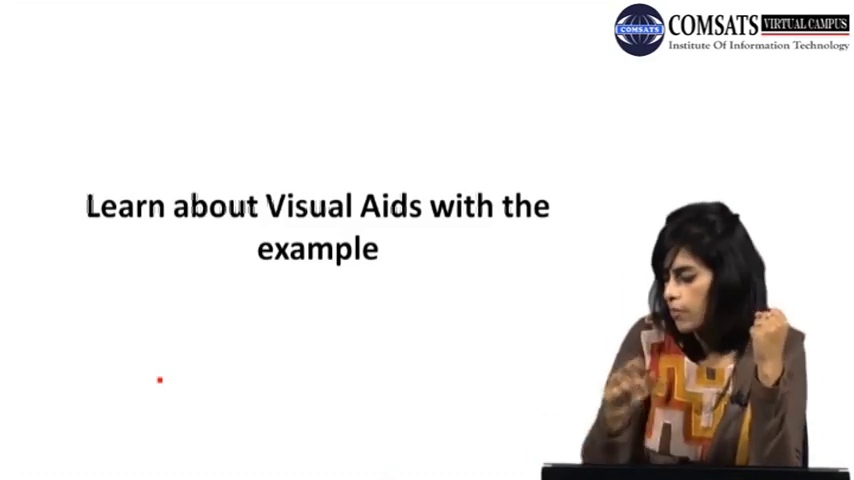 COMSATS VIRTUAL CAMPUS
Institute Of Information Technology
COMSATS
Learn about Visual Aids with the
example